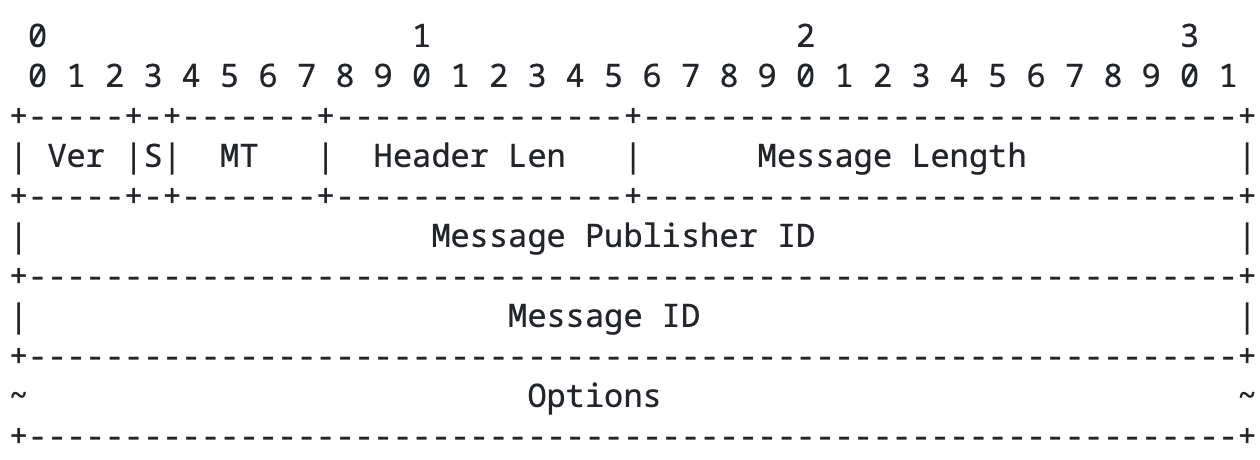 0                   1                   2                   3
 0 1 2 3 4 5 6 7 8 9 0 1 2 3 4 5 6 7 8 9 0 1 2 3 4 5 6 7 8 9 0 1
+-----+-+-------+---------------+-------------------------------+
| Ver |S|  MT   |  Header Len   |      Message Length           |
+-----+-+-------+---------------+-------------------------------+
|                     Message Publisher ID                      |
+---------------------------------------------------------------+
|                         Message ID                            |
+---------------------------------------------------------------+
~                          Options                              ~
+---------------------------------------------------------------+